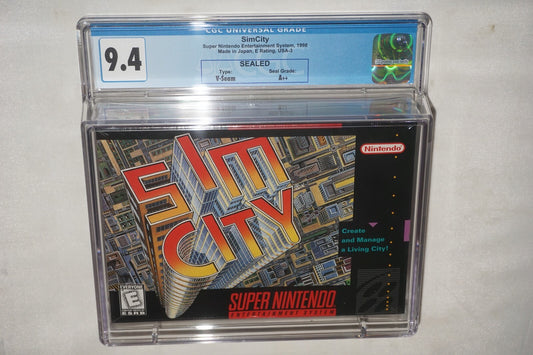 CGC UNIVERSAL GRADE
9.4
SimCity
Super Nintendo Entertainment System, 1998
Made in Japan, E Rating, USA-3
SEALED
Type:
V-Seam
Seal Grade:
A++
Nintendo
SIM
CITY
Create
and Manage
a Living City!
E
ESRB
SUPER NINTENDO
ENTERTAINMENT SYSTEM